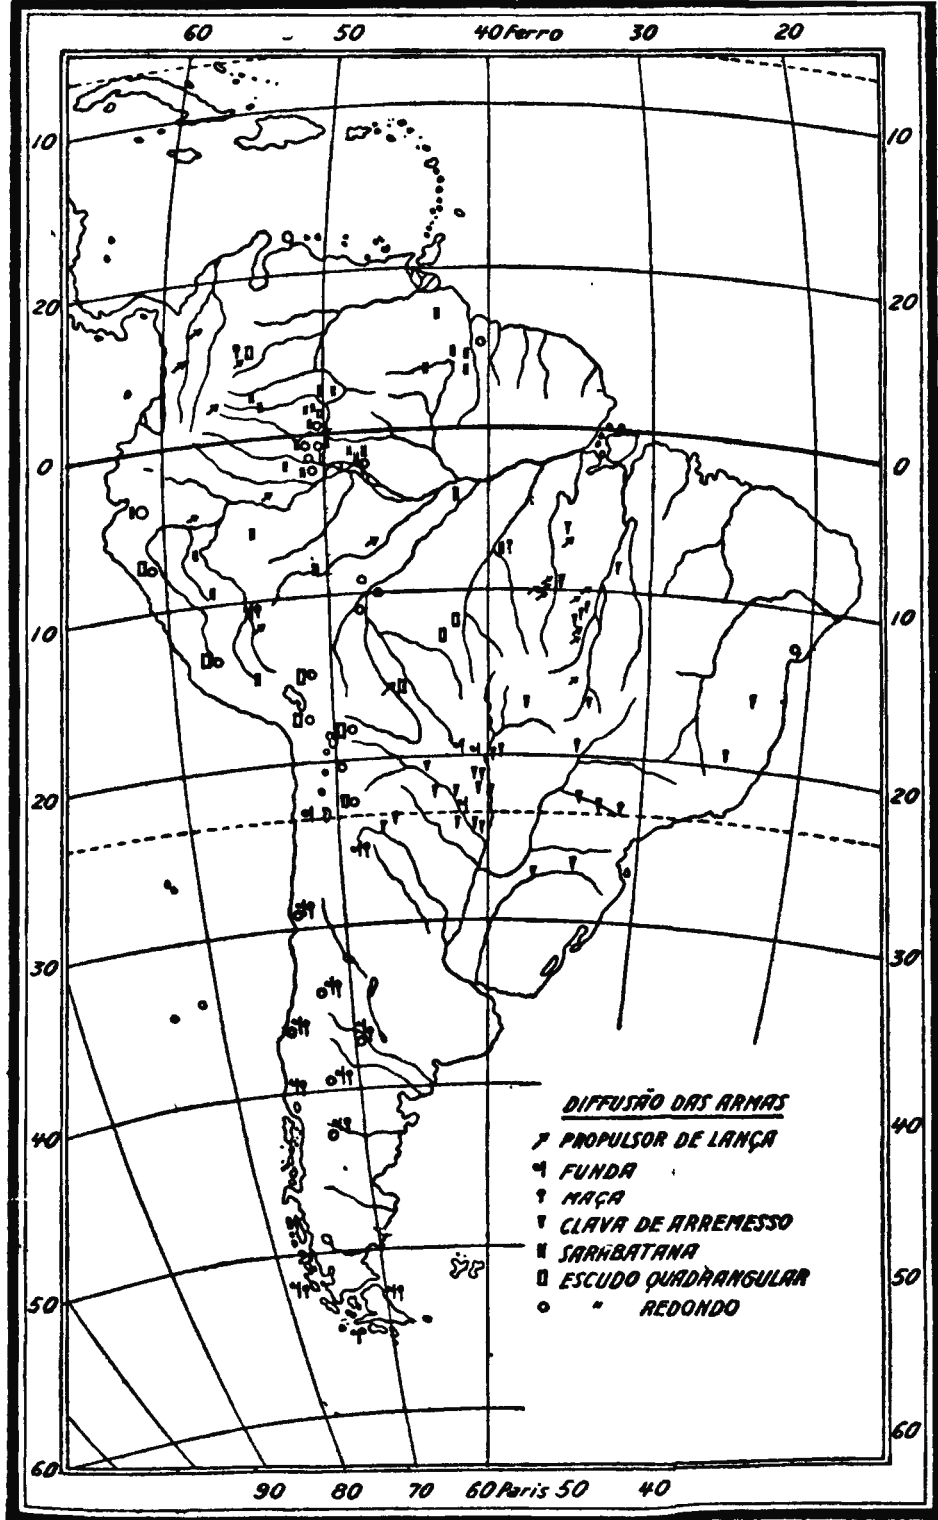 60 50 40 Ferro 30 20
10 10
20 20
0 0
10 10
20 20
30 30
40 40
50 50
60 60
DIFFUSÃO DAS ARMAS
PROPULSOR DE LANÇA
FUNDA
MAÇA
CLAVA DE ARREMESSO
SARABATANA
ESCUDO QUADRANGULAR
" REDONDO
90 80 70 60 Paris 50 40